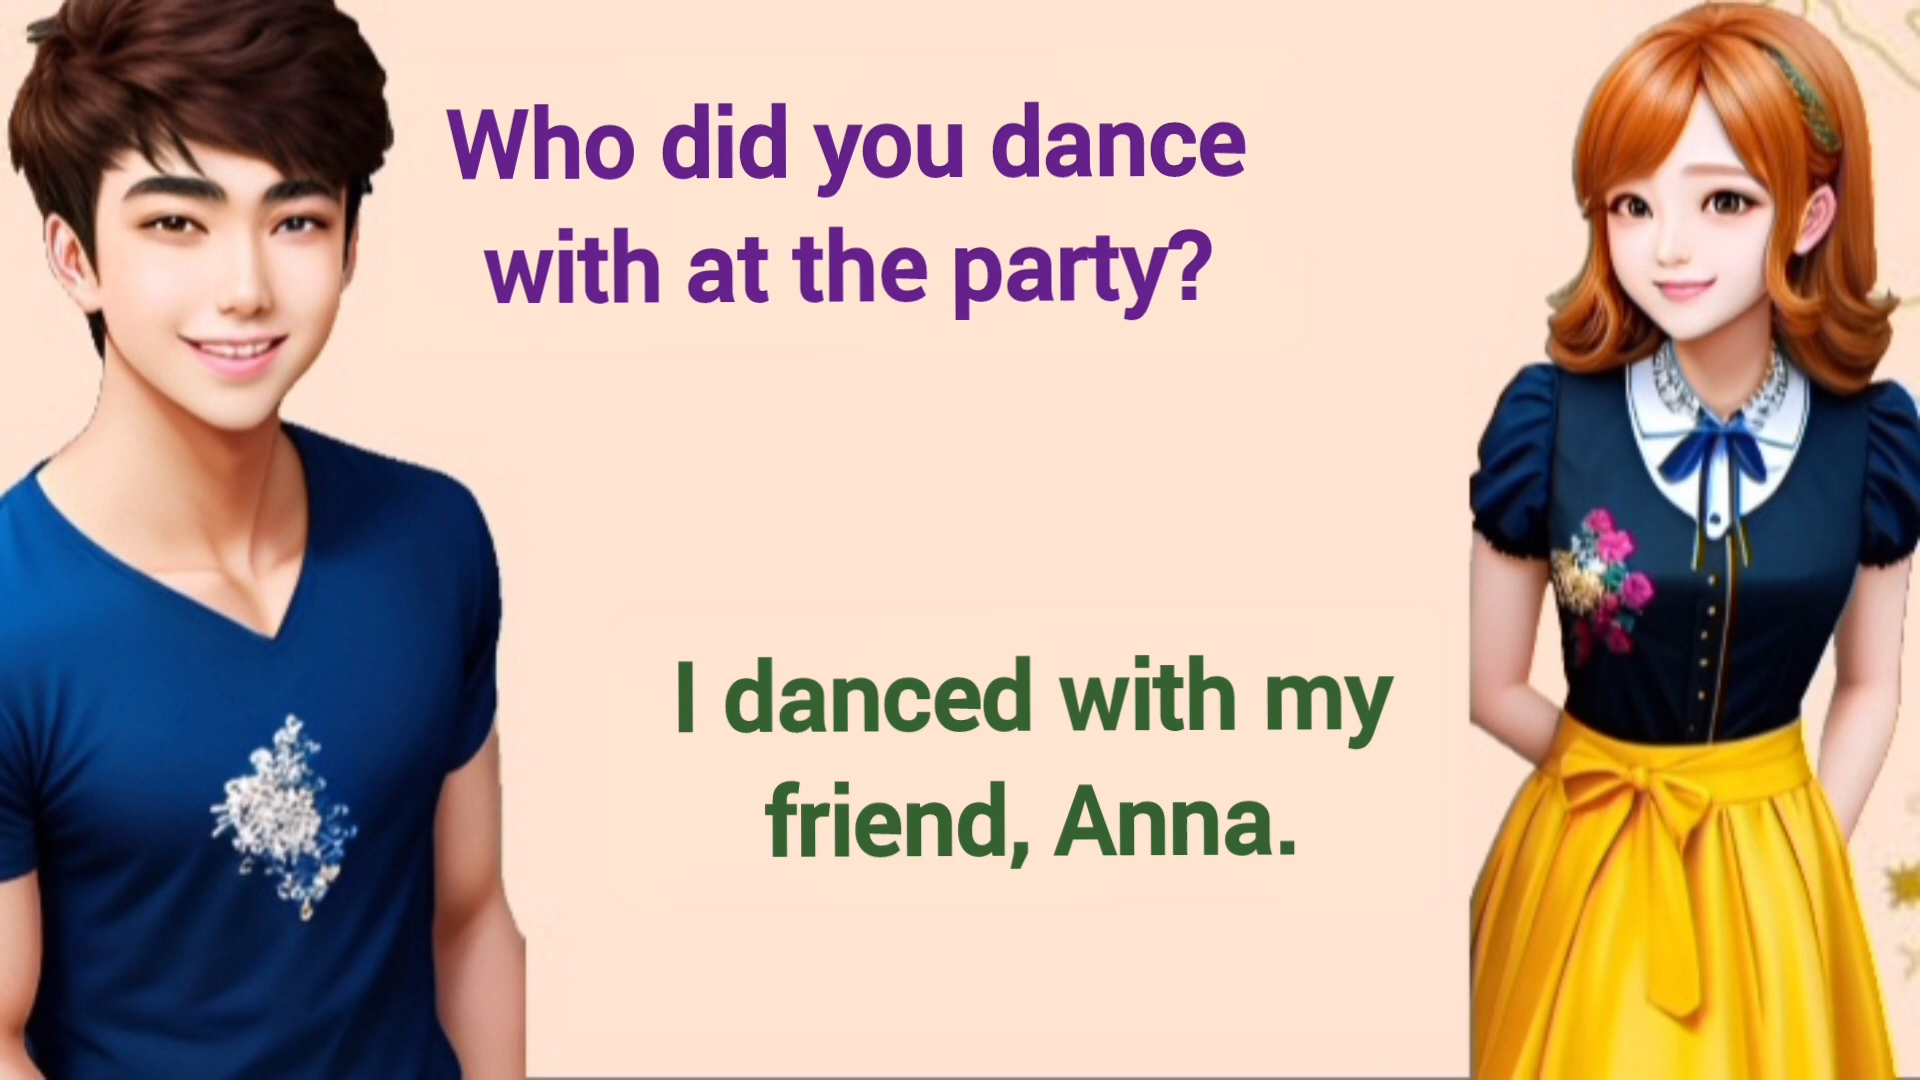 Who did you dance
with at the party?
I danced with my
friend, Anna.